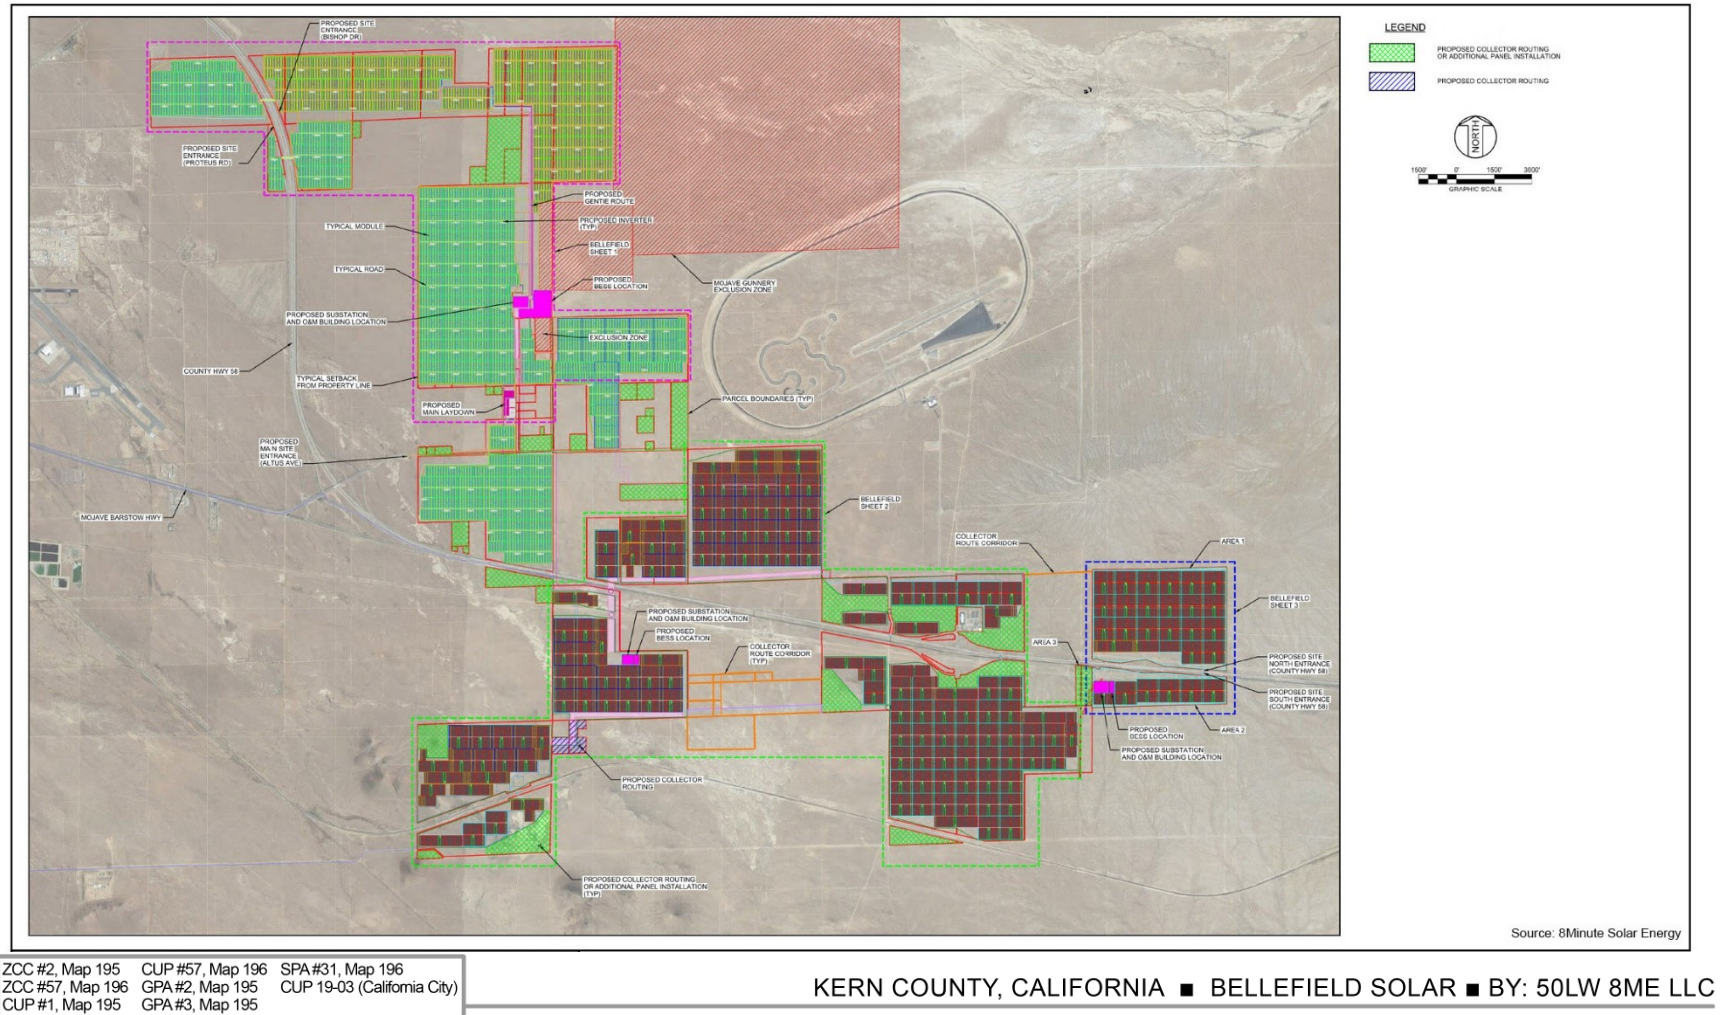 PROPOSED SITE
ENTRANCE
(BISHOP DR)
PROPOSED SITE
ENTRANCE
(PROTEUS RD)
TYPICAL MODULE
TYPICAL ROAD
PROPOSED SUBSTATION
AND O&M BUILDING LOCATION
COUNTY HWY 58
TYPICAL SETBACK
FROM PROPERTY LINE
PROPOSED
MAIN LAYDOWN
PROPOSED
MAIN SITE
ENTRANCE
(ALTUS AVE)
MOJAVE BARSTOW HWY
PROPOSED
GENTIE ROUTE
PROPOSED INVERTER
(TYP)
BELLEFIELD
SHEET 1
PROPOSED
BESS LOCATION
MOJAVE GUNNERY
EXCLUSION ZONE
EXCLUSION ZONE
PARCEL BOUNDARIES (TYP)
BELLEFIELD
SHEET 2
COLLECTOR
ROUTE CORRIDOR
AREA 1
BELLEFIELD
SHEET 3
AREA 3
PROPOSED SITE
NORTH ENTRANCE
(COUNTY HWY 58)
PROPOSED SITE
SOUTH ENTRANCE
(COUNTY HWY 58)
AREA 2
PROPOSED
BESS LOCATION
PROPOSED SUBSTATION
AND O&M BUILDING LOCATION
PROPOSED SUBSTATION
AND O&M BUILDING LOCATION
PROPOSED
BESS LOCATION
COLLECTOR
ROUTE CORRIDOR
(TYP)
PROPOSED COLLECTOR
ROUTING
PROPOSED COLLECTOR ROUTING
OR ADDITIONAL PANEL INSTALLATION
(TYP)
LEGEND
PROPOSED COLLECTOR ROUTING
OR ADDITIONAL PANEL INSTALLATION
PROPOSED COLLECTOR ROUTING
NORTH
1500' 0' 1500' 3000'
GRAPHIC SCALE
Source: 8Minute Solar Energy
ZCC #2, Map 195 CUP #57, Map 196 SPA #31, Map 196
ZCC #57, Map 196 GPA #2, Map 195 CUP 19-03 (California City)
CUP #1, Map 195 GPA #3, Map 195
KERN COUNTY, CALIFORNIA ■ BELLEFIELD SOLAR ■ BY: 50LW 8ME LLC